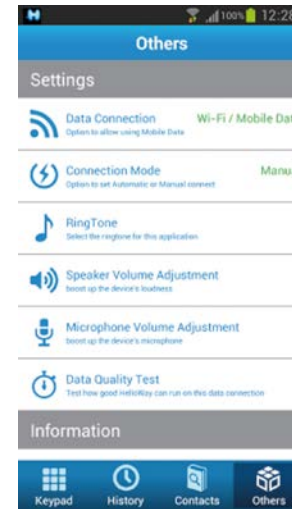 100% 12:28
Others
Settings
Data Connection Wi-Fi / Mobile Dat
Option to allow using Mobile Data
Connection Mode Manu
Option to set Automatic or Manual connect
RingTone
Select the ringtone for this application
Speaker Volume Adjustment
boost up the device's loudness
Microphone Volume Adjustment
boost up the device's microphone
Data Quality Test
Test how good HelloWay can run on this data connection
Information
Keypad History Contacts Others